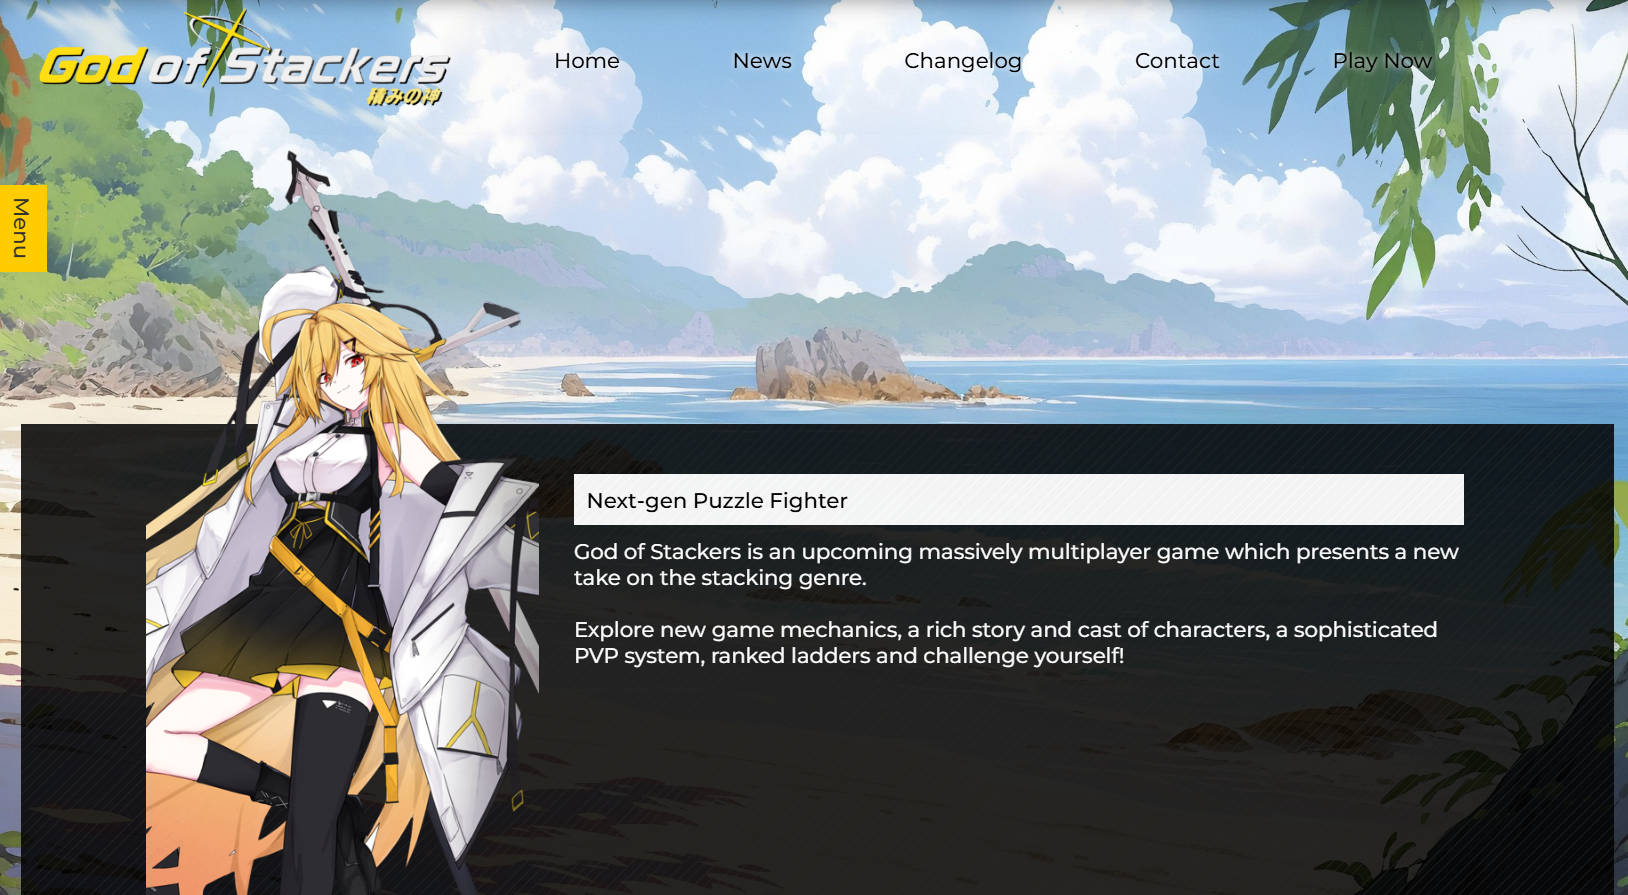 God of Stackers
積みの神
Home
News
Changelog
Contact
Play Now
Menu
Next-gen Puzzle Fighter
God of Stackers is an upcoming massively multiplayer game which presents a new
take on the stacking genre.
Explore new game mechanics, a rich story and cast of characters, a sophisticated
PVP system, ranked ladders and challenge yourself!